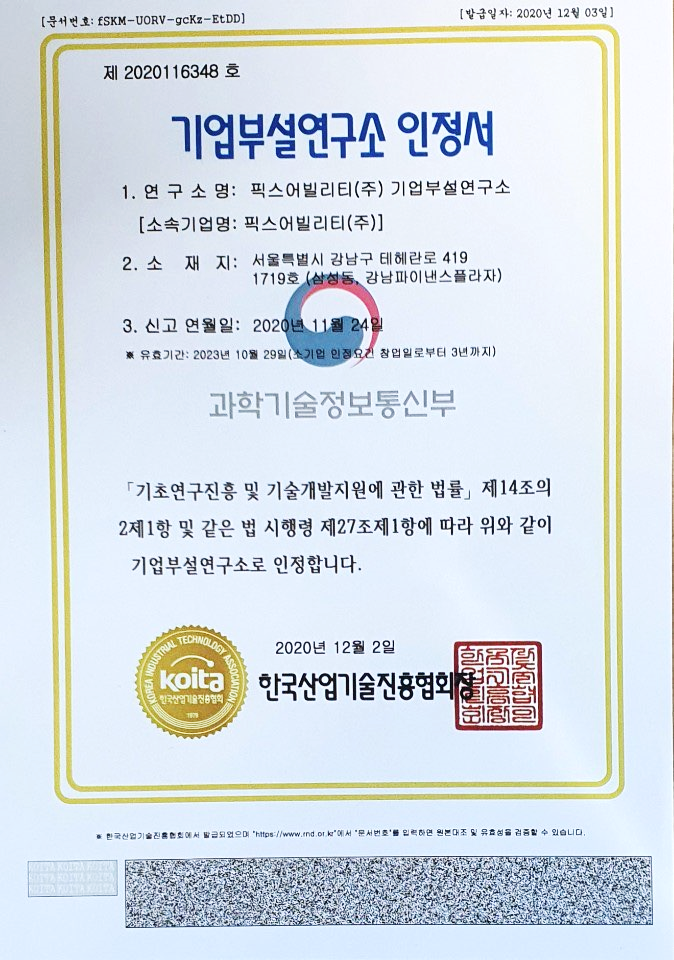 [문서번호: fSKM-UORV-gcKz-EtDD]
[발급일자: 2020년 12월 03일]
제 2020116348 호
기업부설연구소 인정서
1. 연 구 소 명: 픽스어빌리티(주) 기업부설연구소
[소속기업명: 픽스어빌리티(주)]
2. 소 재 지: 서울특별시 강남구 테헤란로 419
1719호 (삼성동, 강남파이낸스플라자)
3. 신고 연월일: 2020년 11월 24일
※ 유효기간: 2023년 10월 29일(소기업 인정요건 창업일로부터 3년까지)
과학기술정보통신부
「기초연구진흥 및 기술개발지원에 관한 법률」 제14조의
2제1항 및 같은 법 시행령 제27조제1항에 따라 위와 같이
기업부설연구소로 인정합니다.
2020년 12월 2일
KOREA INDUSTRIAL TECHNOLOGY ASSOCIATION
koita
한국산업기술진흥협회
1979
한국산업기술진흥협회장
※ 한국산업기술진흥협회에서 발급되었으며 "https://www.rnd.or.kr"에서 "문서번호"를 입력하면 원본대조 및 유효성을 검증할 수 있습니다.